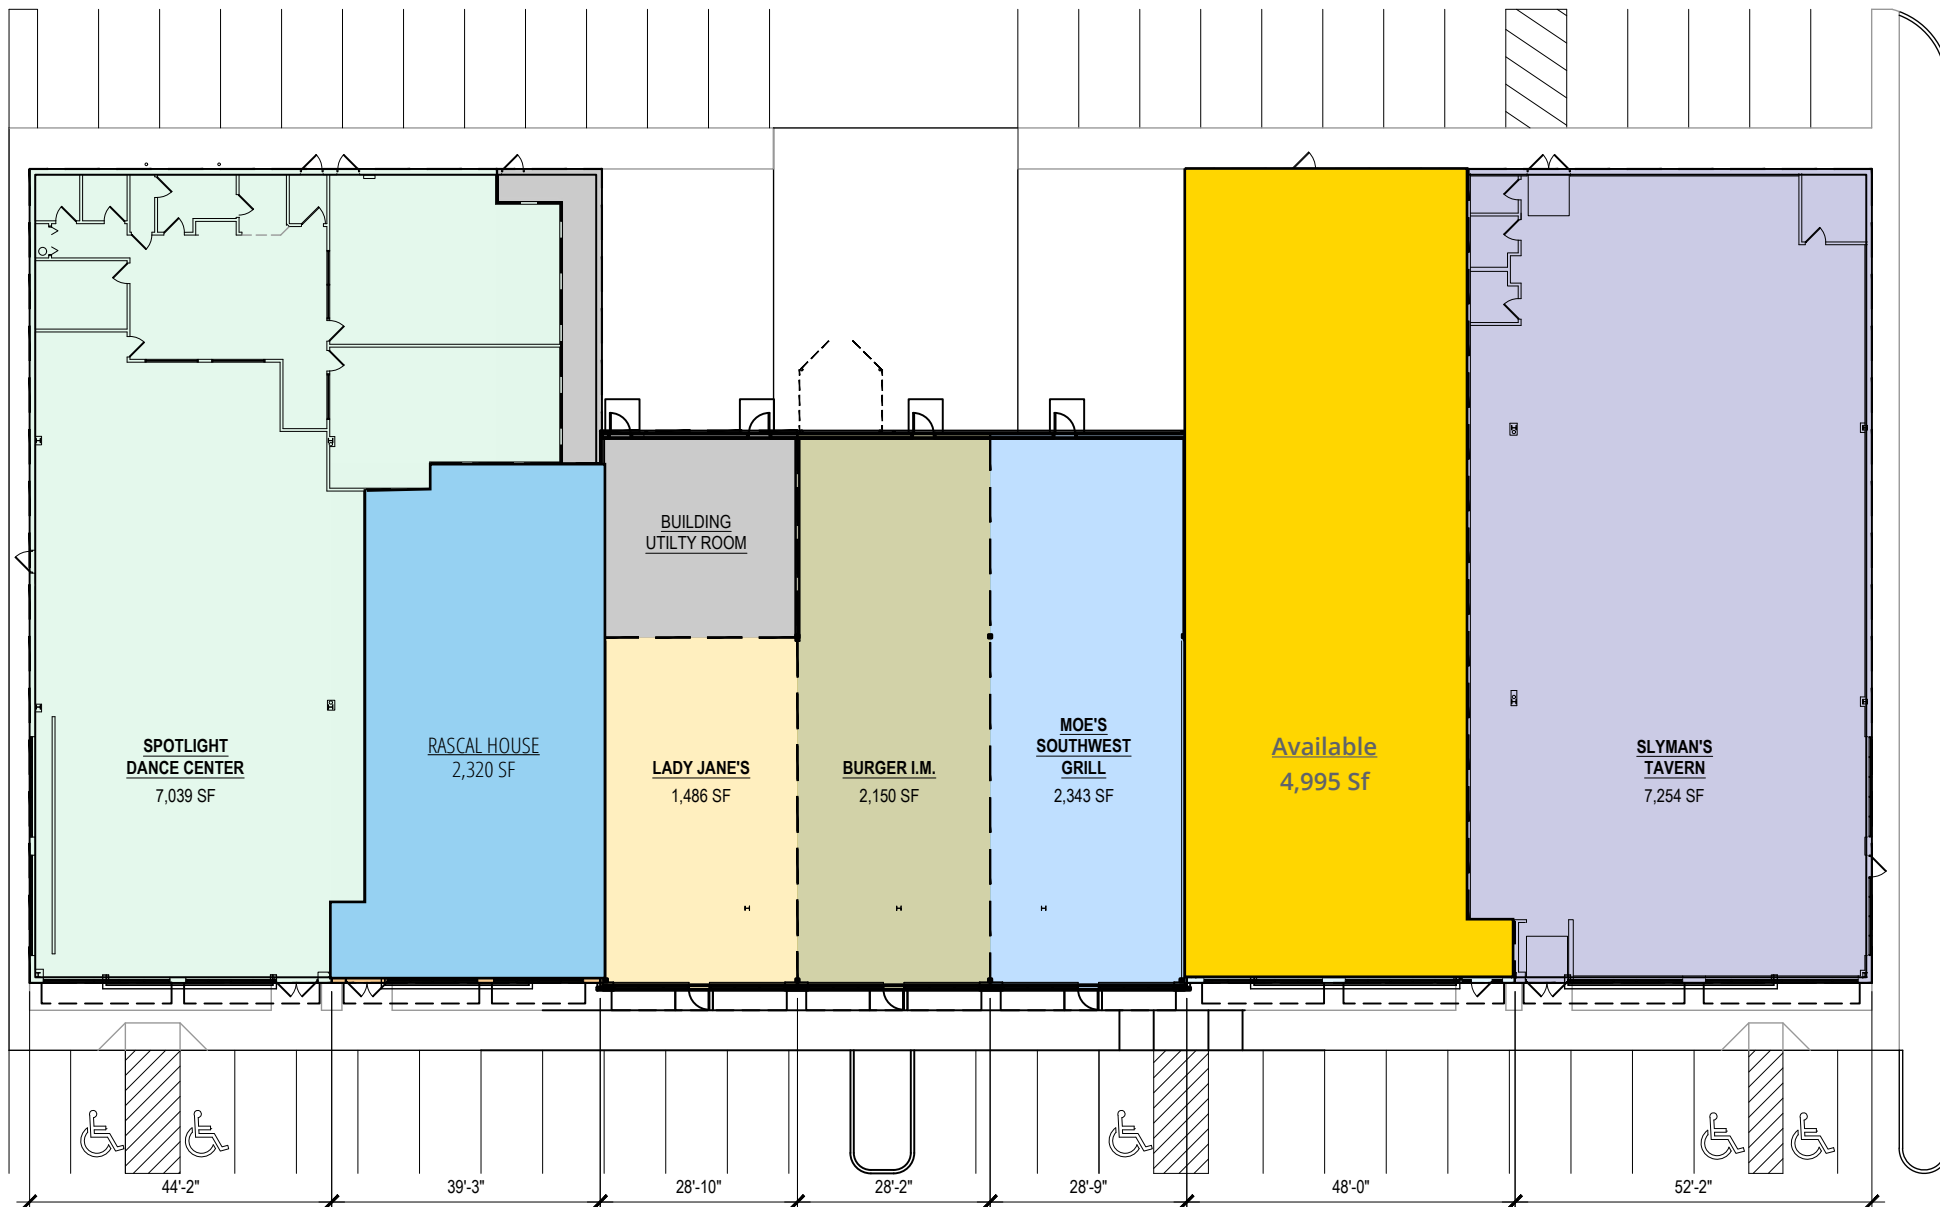 BUILDING
UTILTY ROOM
SPOTLIGHT
DANCE CENTER
7,039 SF
RASCAL HOUSE
2,320 SF
LADY JANE'S
1,486 SF
BURGER I.M.
2,150 SF
MOE'S
SOUTHWEST
GRILL
2,343 SF
Available
4,995 Sf
SLYMAN'S
TAVERN
7,254 SF
44'-2"
39'-3"
28'-10"
28'-2"
28'-9"
48'-0"
52'-2"